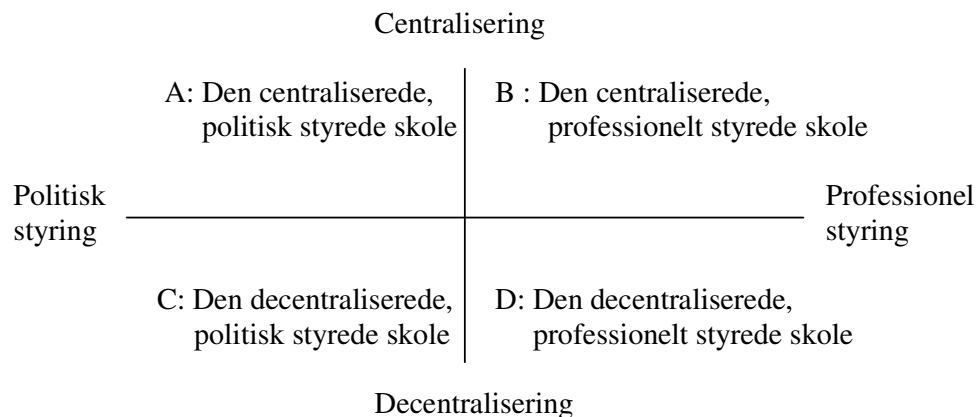 Centralisering
A: Den centraliserede,
politisk styrede skole
B : Den centraliserede,
professionelt styrede skole
Politisk
styring
Professionel
styring
C: Den decentraliserede,
politisk styrede skole
D: Den decentraliserede,
professionelt styrede skole
Decentralisering